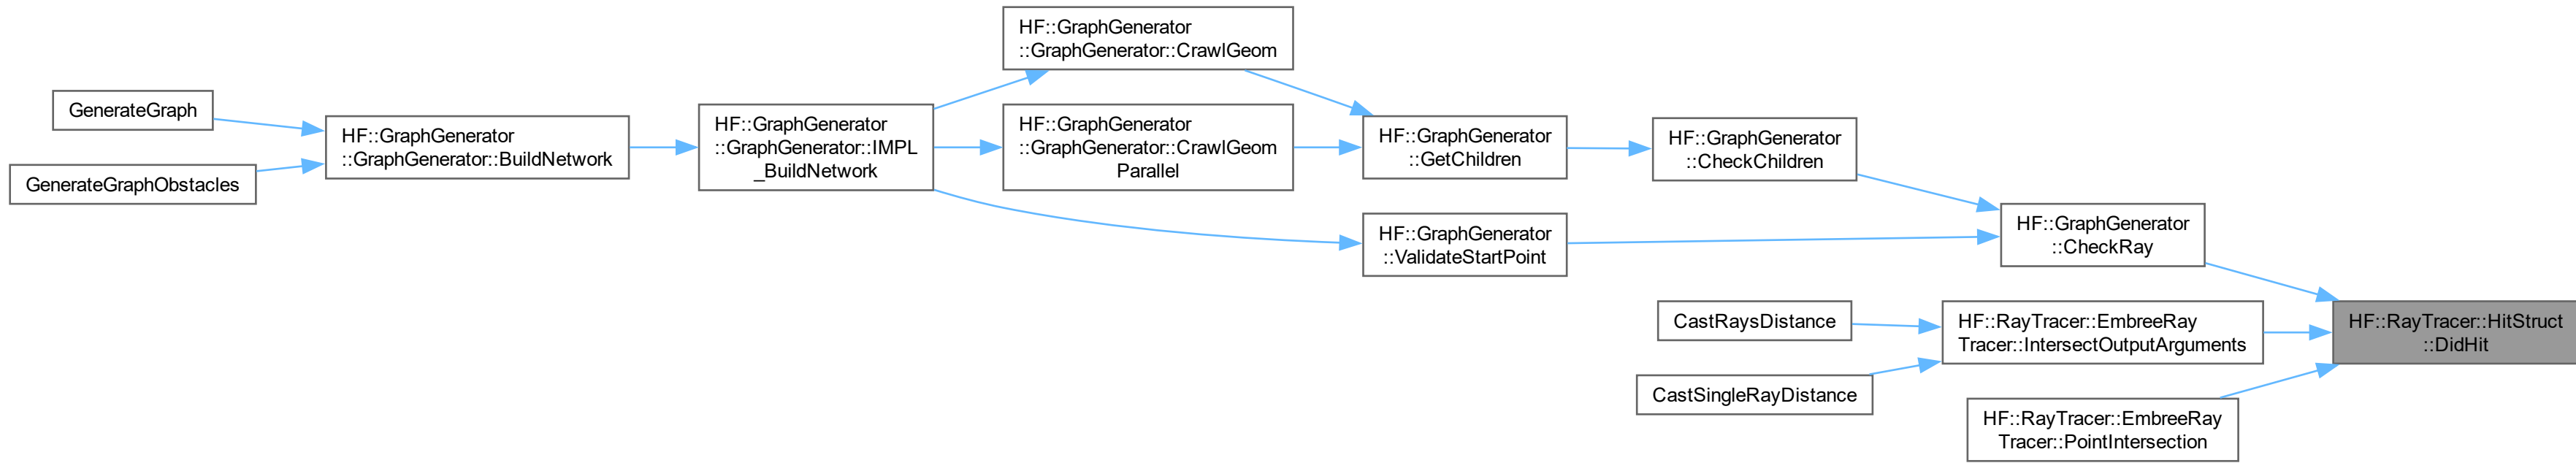 GenerateGraph
GenerateGraphObstacles
HF::GraphGenerator
::GraphGenerator::BuildNetwork
HF::GraphGenerator
::GraphGenerator::IMPL
_BuildNetwork
HF::GraphGenerator
::GraphGenerator::CrawlGeom
HF::GraphGenerator
::GraphGenerator::CrawlGeom
Parallel
HF::GraphGenerator
::GetChildren
HF::GraphGenerator
::ValidateStartPoint
HF::GraphGenerator
::CheckChildren
HF::GraphGenerator
::CheckRay
CastRaysDistance
CastSingleRayDistance
HF::RayTracer::EmbreeRay
Tracer::IntersectOutputArguments
HF::RayTracer::EmbreeRay
Tracer::PointIntersection
HF::RayTracer::HitStruct
::DidHit